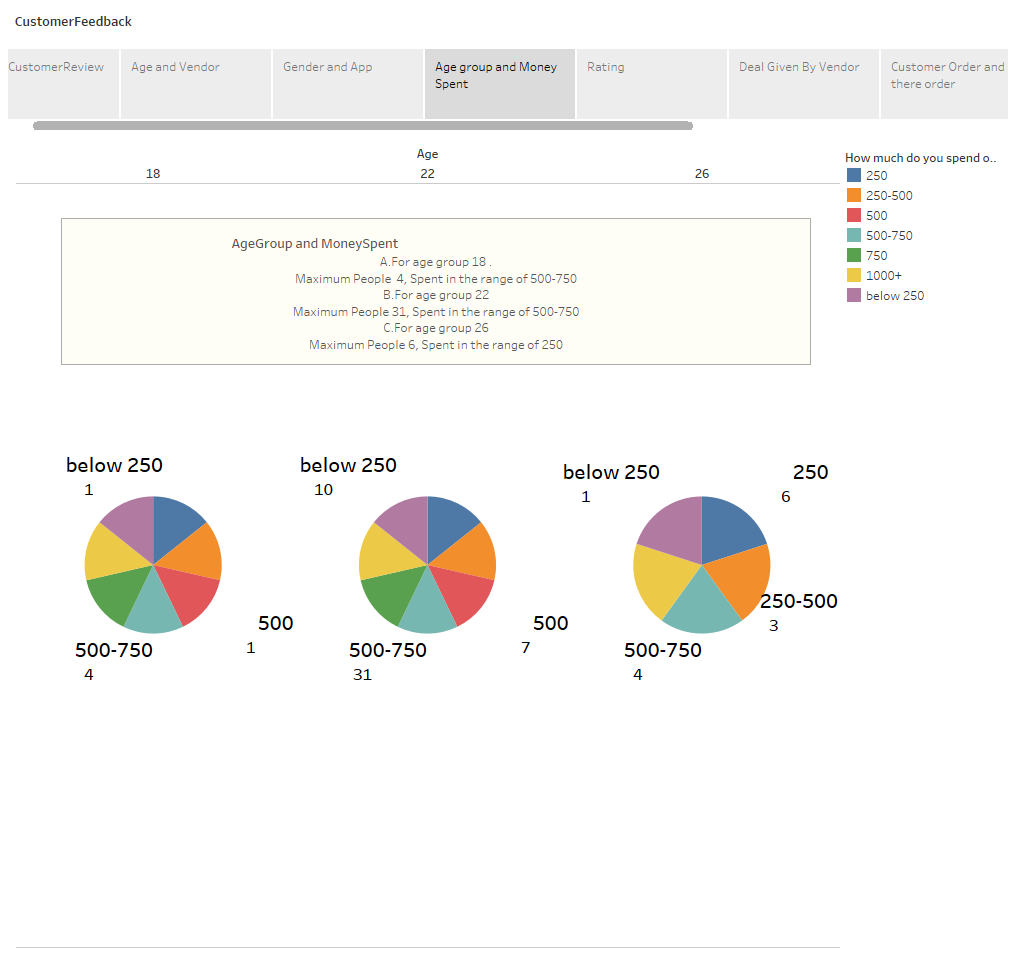 CustomerFeedback
CustomerReview
Age and Vendor
Gender and App
Age group and Money
Spent
Rating
Deal Given By Vendor
Customer Order and
there order
Age
18
22
26
How much do you spend o..
250
250-500
500
500-750
750
1000+
below 250
AgeGroup and MoneySpent
A.For age group 18 .
Maximum People  4, Spent in the range of 500-750
B.For age group 22
Maximum People 31, Spent in the range of 500-750
C.For age group 26
Maximum People 6, Spent in the range of 250
below 250
1
500
1
500-750
4
below 250
10
500
7
500-750
31
below 250
1
250
6
250-500
3
500-750
4